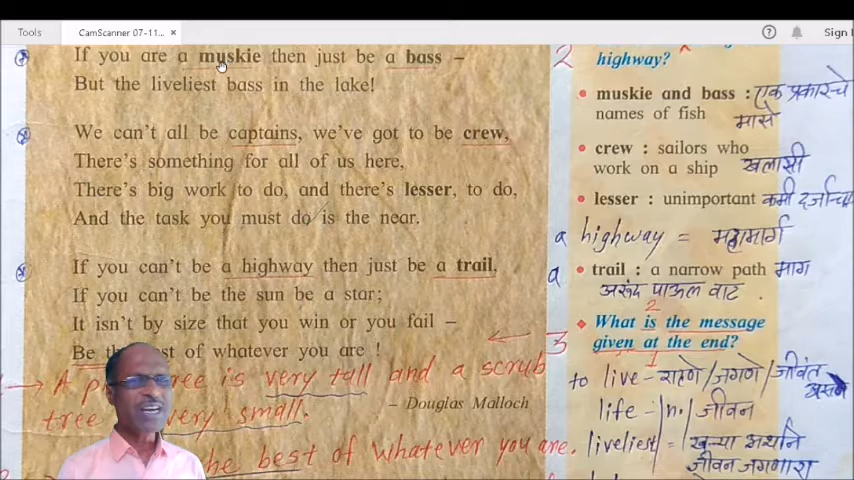 Tools
CamScanner 07-11... ×
Sign
If you are a muskie then just be a bass –
But the liveliest bass in the lake!
We can't all be captains, we've got to be crew,
There's something for all of us here,
There's big work to do, and there's lesser, to do,
And the task you must do is the near.
If you can't be a highway then just be a trail,
If you can't be the sun be a star;
It isn't by size that you win or you fail –
Be the best of whatever you are !
– Douglas Malloch
A tree is very tall and a scrub
tree very small.
the best of whatever you are.
2
highway?
• muskie and bass : एक प्रकारचे
names of fish मासे
• crew : sailors who
work on a ship खलाशी
• lesser : unimportant कमी
a highway = महामार्ग
a • trail : a narrow path मार्ग
अरुंद पाऊल वाट .
2
3 What is the message
given at the end?
1
to live – राहणे/जगणे/जीवंत
life – n. जीवन
liveliest = खऱ्या अर्थाने
जीवन जगणारा